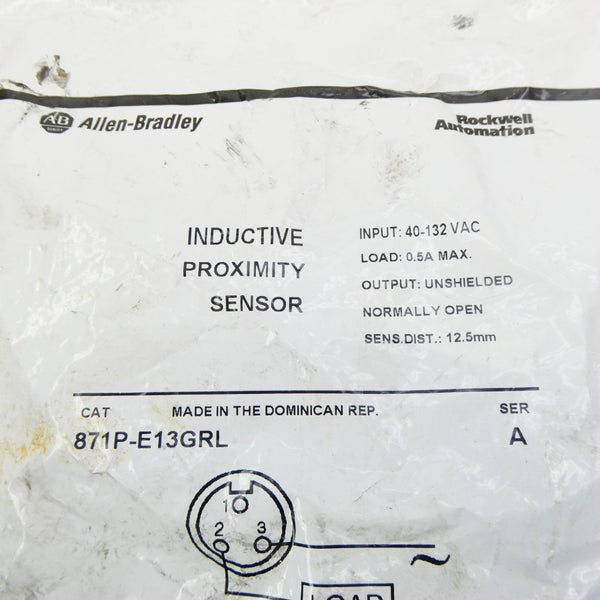 AB Allen-Bradley
Rockwell
Automation
INDUCTIVE
PROXIMITY
SENSOR
INPUT: 40-132 VAC
LOAD: 0.5A MAX.
OUTPUT: UNSHIELDED
NORMALLY OPEN
SENS.DIST.: 12.5mm
CAT MADE IN THE DOMINICAN REP. SER
871P-E13GRL A
1
2 3
~
LOAD